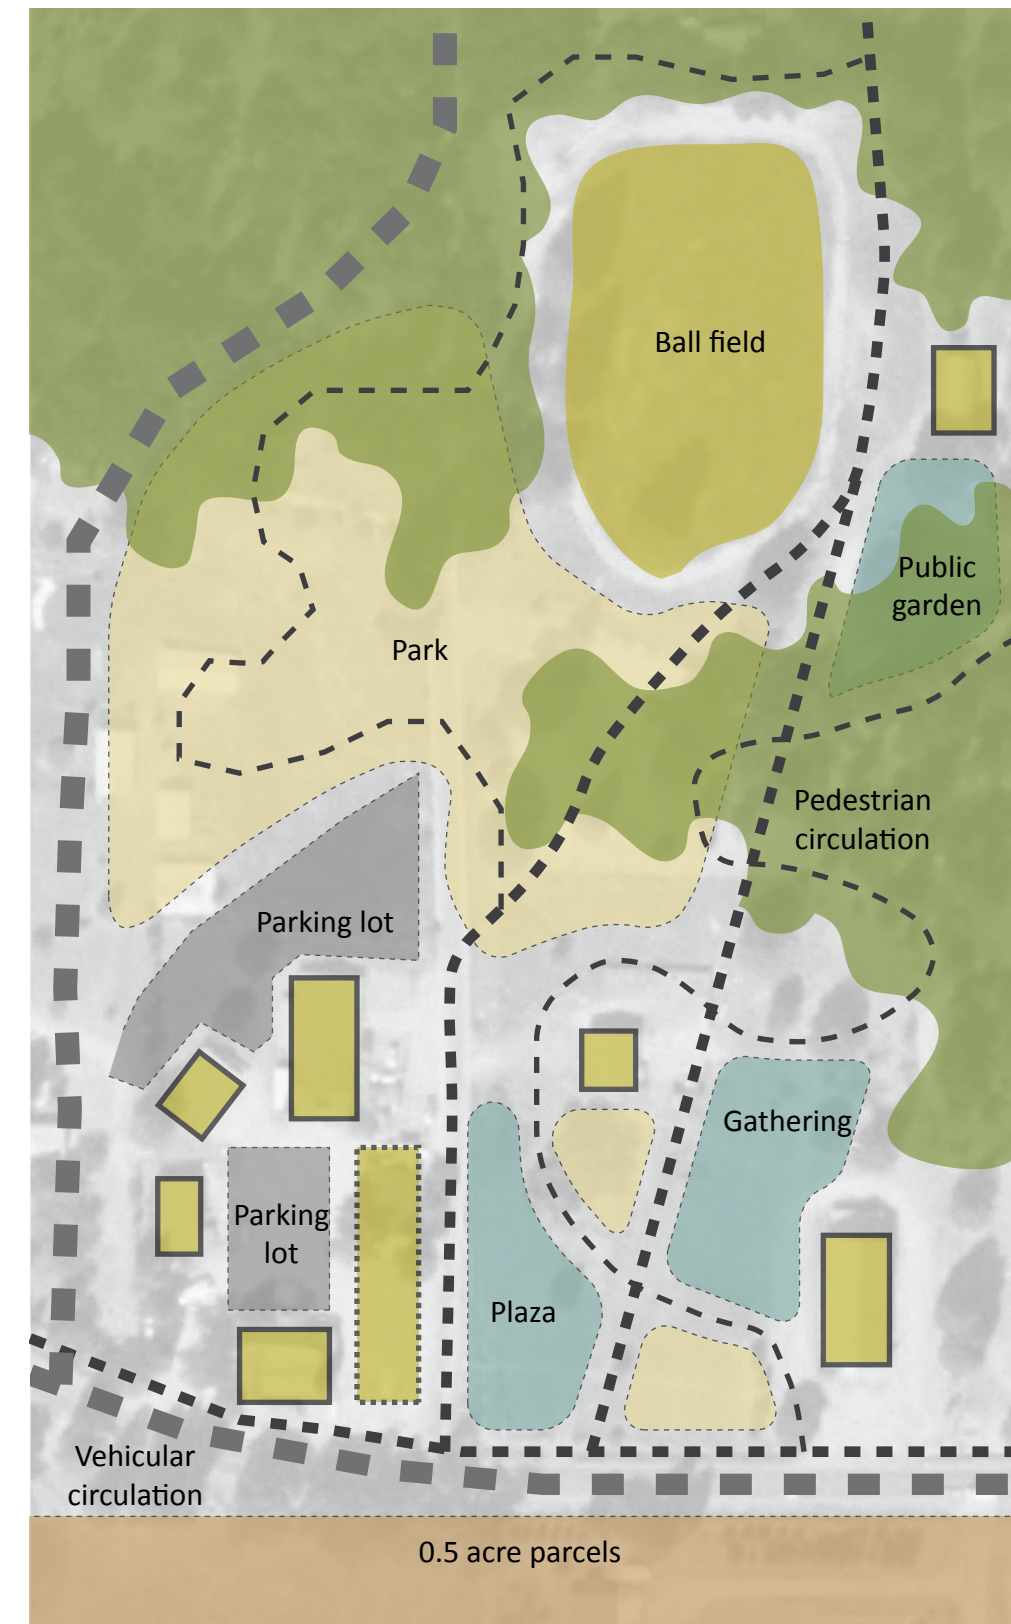 Ball field
Public
garden
Park
Pedestrian
circulation
Parking lot
Gathering
Parking
lot
Plaza
Vehicular
circulation
0.5 acre parcels